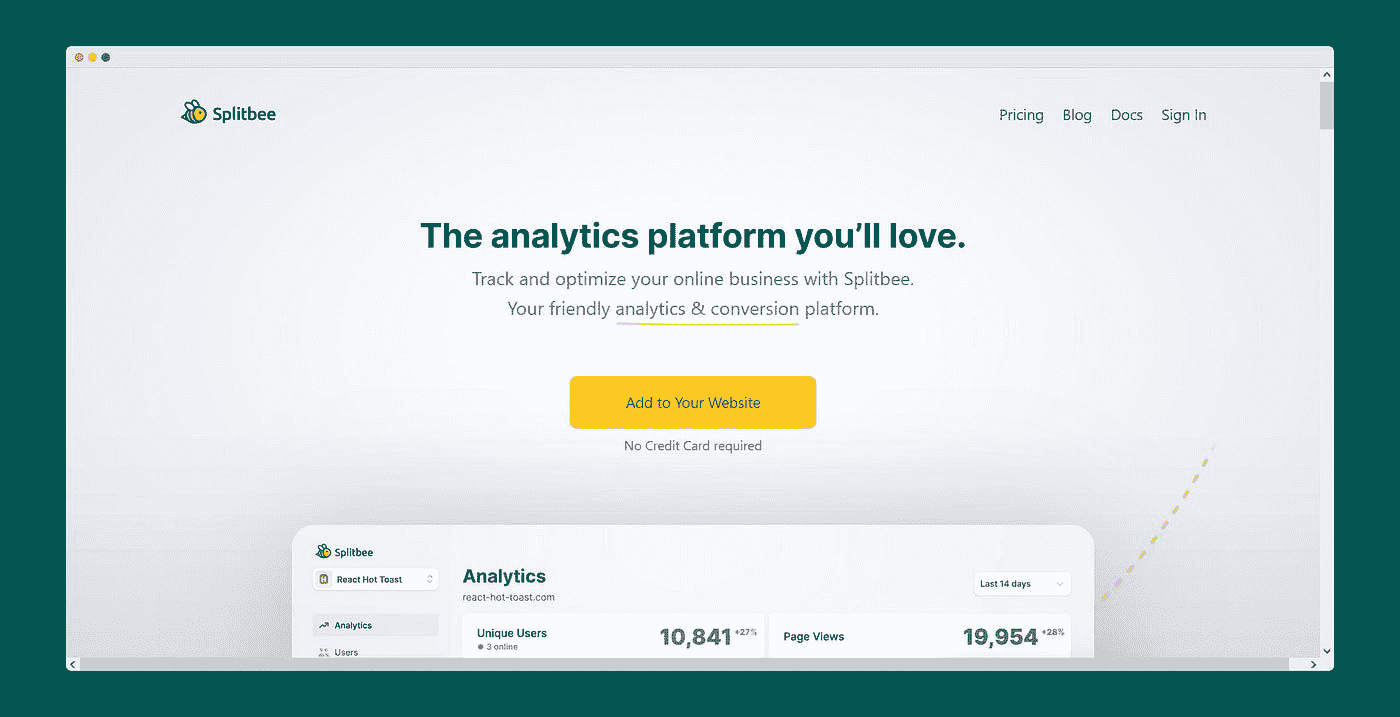 Splitbee
Pricing Blog Docs Sign In
The analytics platform you’ll love.
Track and optimize your online business with Splitbee.
Your friendly analytics & conversion platform.
Add to Your Website
No Credit Card required
Splitbee
React Hot Toast
Analytics
Users
Analytics
react-hot-toast.com
Last 14 days
Unique Users
3 online
10,841 +27%
Page Views
19,954 +28%